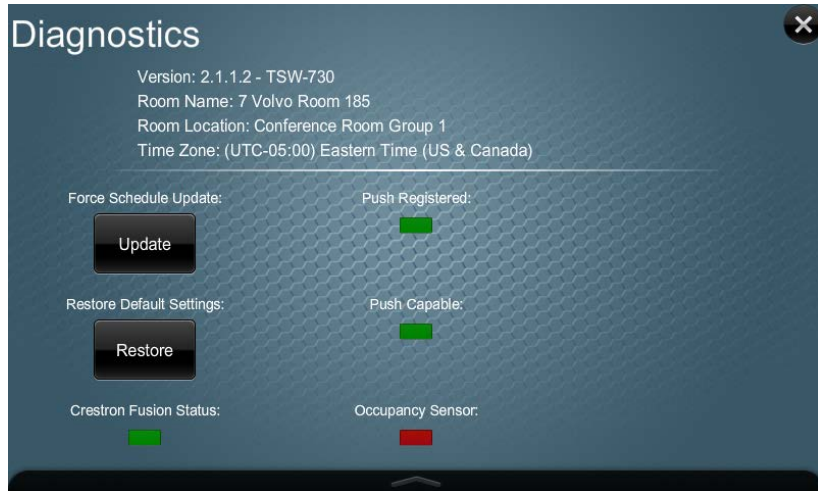 Diagnostics
Version: 2.1.1.2 - TSW-730
Room Name: 7 Volvo Room 185
Room Location: Conference Room Group 1
Time Zone: (UTC-05:00) Eastern Time (US & Canada)
Force Schedule Update:
Push Registered:
Update
Restore Default Settings:
Push Capable:
Restore
Crestron Fusion Status:
Occupancy Sensor: